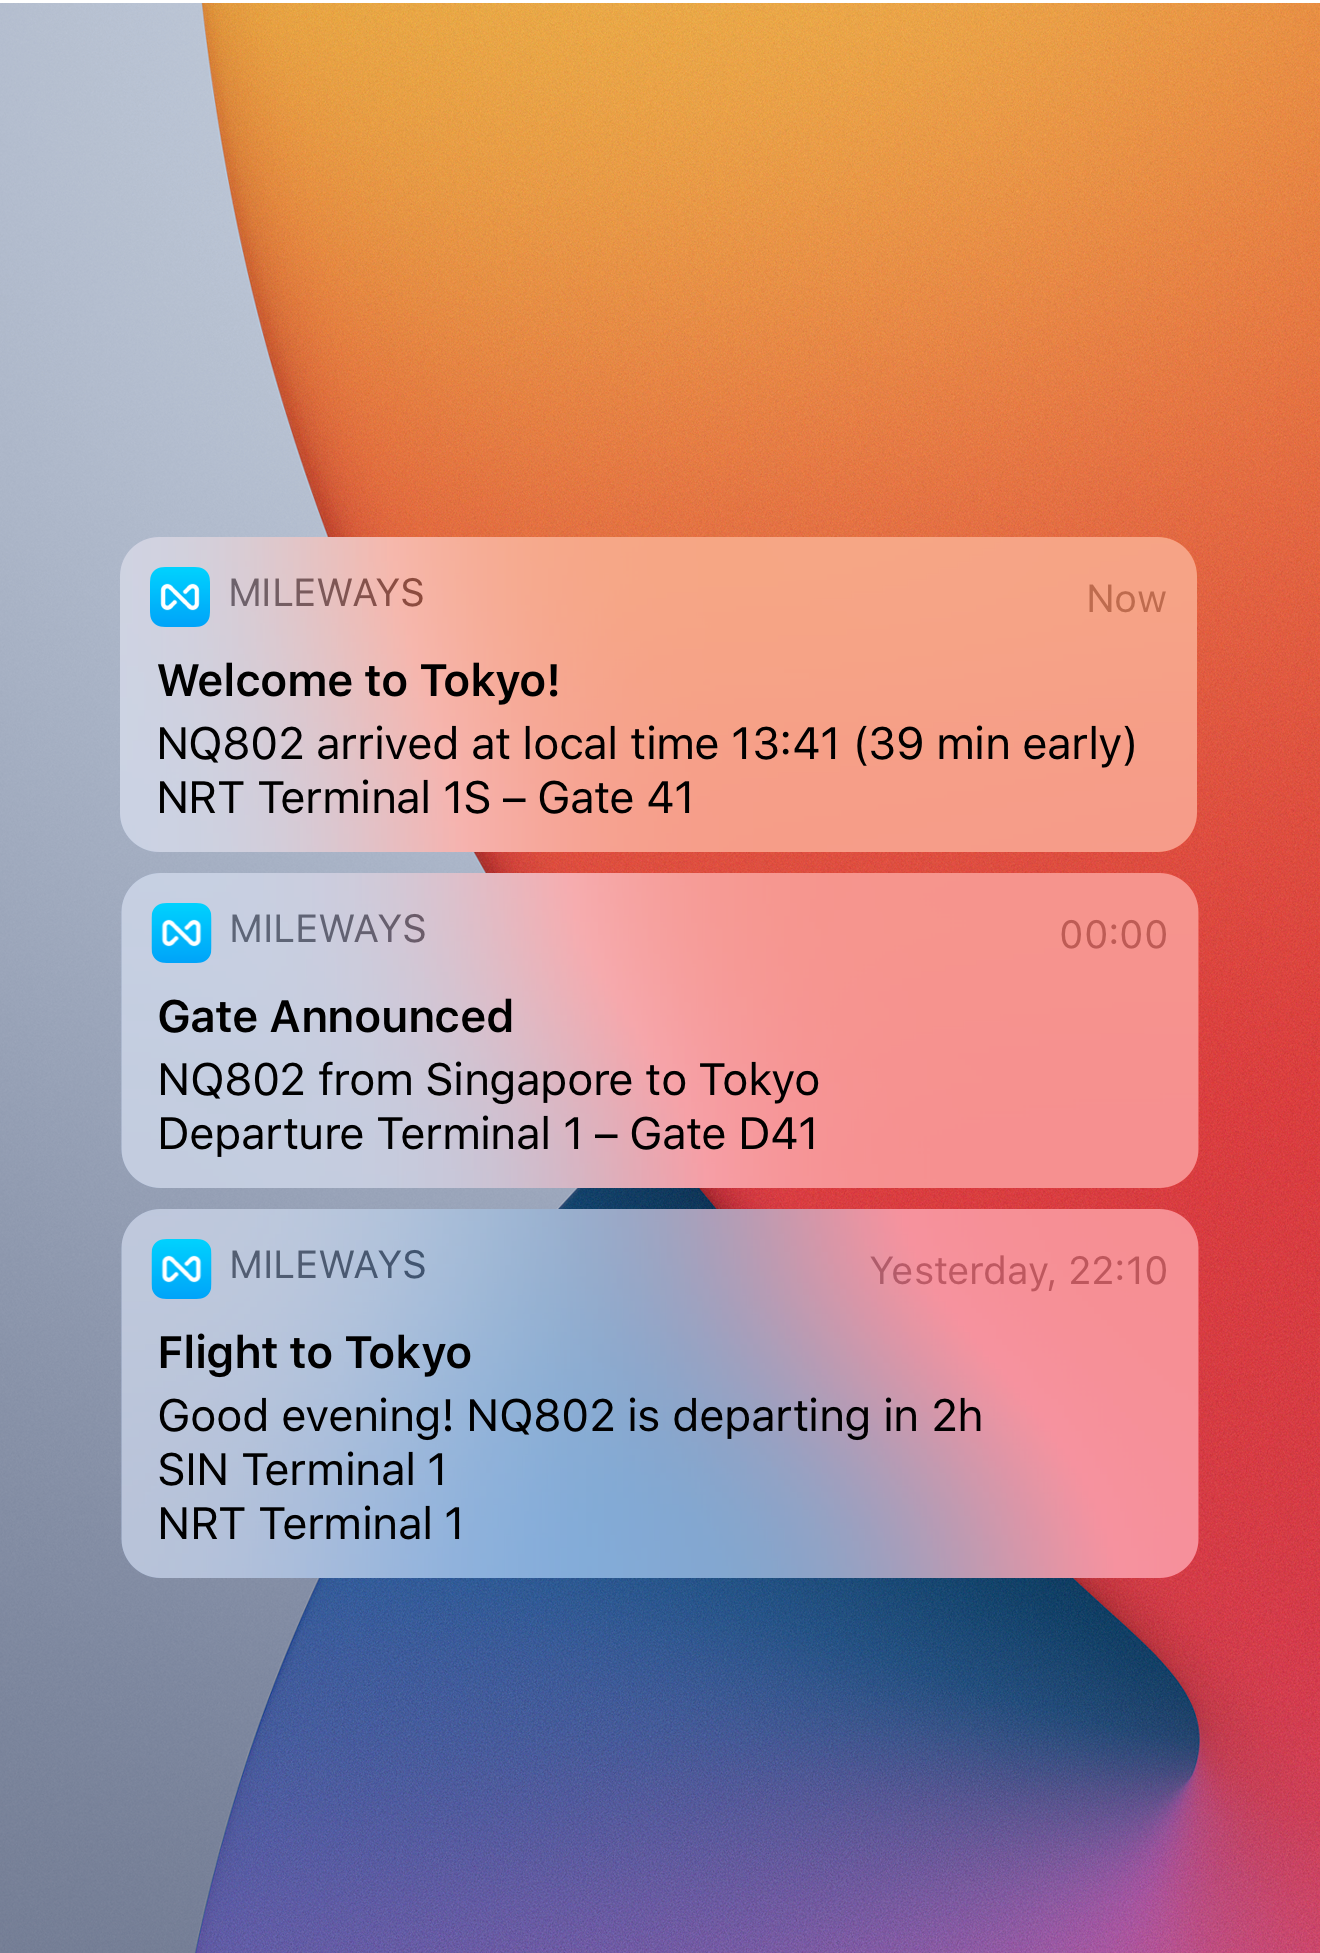 MILEWAYS
Now
Welcome to Tokyo!
NQ802 arrived at local time 13:41 (39 min early)
NRT Terminal 1S – Gate 41
MILEWAYS
00:00
Gate Announced
NQ802 from Singapore to Tokyo
Departure Terminal 1 – Gate D41
MILEWAYS
Yesterday, 22:10
Flight to Tokyo
Good evening! NQ802 is departing in 2h
SIN Terminal 1
NRT Terminal 1